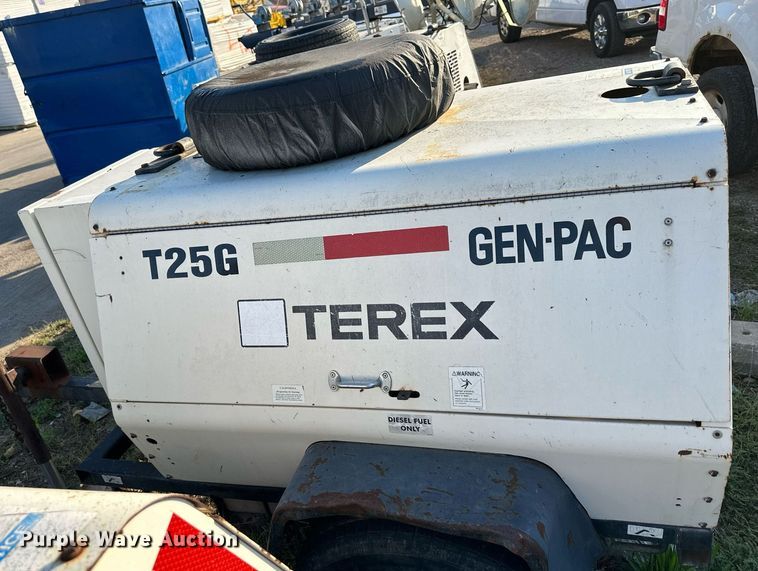 T25G
GEN-PAC
TEREX
WARNING
DIESEL FUEL
ONLY
Purple Wave Auction